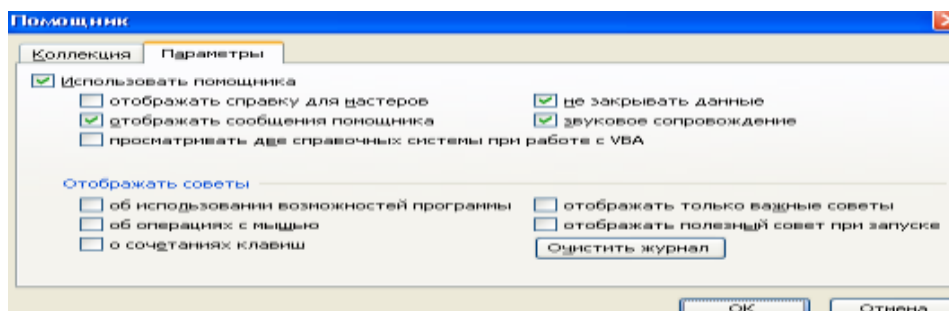 Помощник
Коллекция Параметры
Использовать помощника
отображать справку для мастеров не закрывать данные
отображать сообщения помощника звуковое сопровождение
просматривать две справочных системы при работе с VBA
Отображать советы
об использовании возможностей программы отображать только важные советы
об операциях с мышью отображать полезный совет при запуске
о сочетаниях клавиш Очистить журнал
ОК Отмена